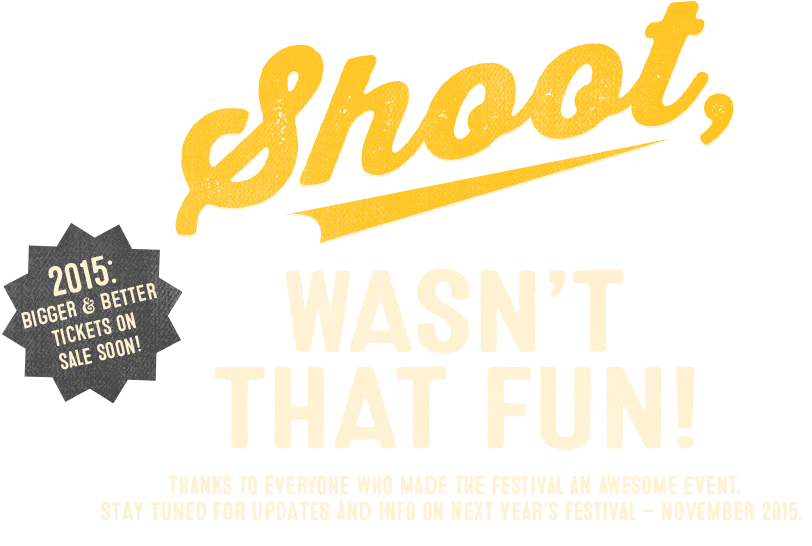 Shoot,
WASN'T
THAT FUN!
2015:
BIGGER & BETTER
TICKETS ON
SALE SOON!
THANKS TO EVERYONE WHO MADE THE FESTIVAL AN AWESOME EVENT.
STAY TUNED FOR UPDATES AND INFO ON NEXT YEAR'S FESTIVAL – NOVEMBER 2015.